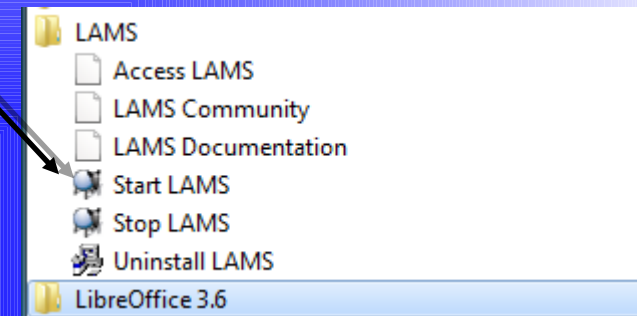 LAMS
Access LAMS
LAMS Community
LAMS Documentation
Start LAMS
Stop LAMS
Uninstall LAMS
LibreOffice 3.6